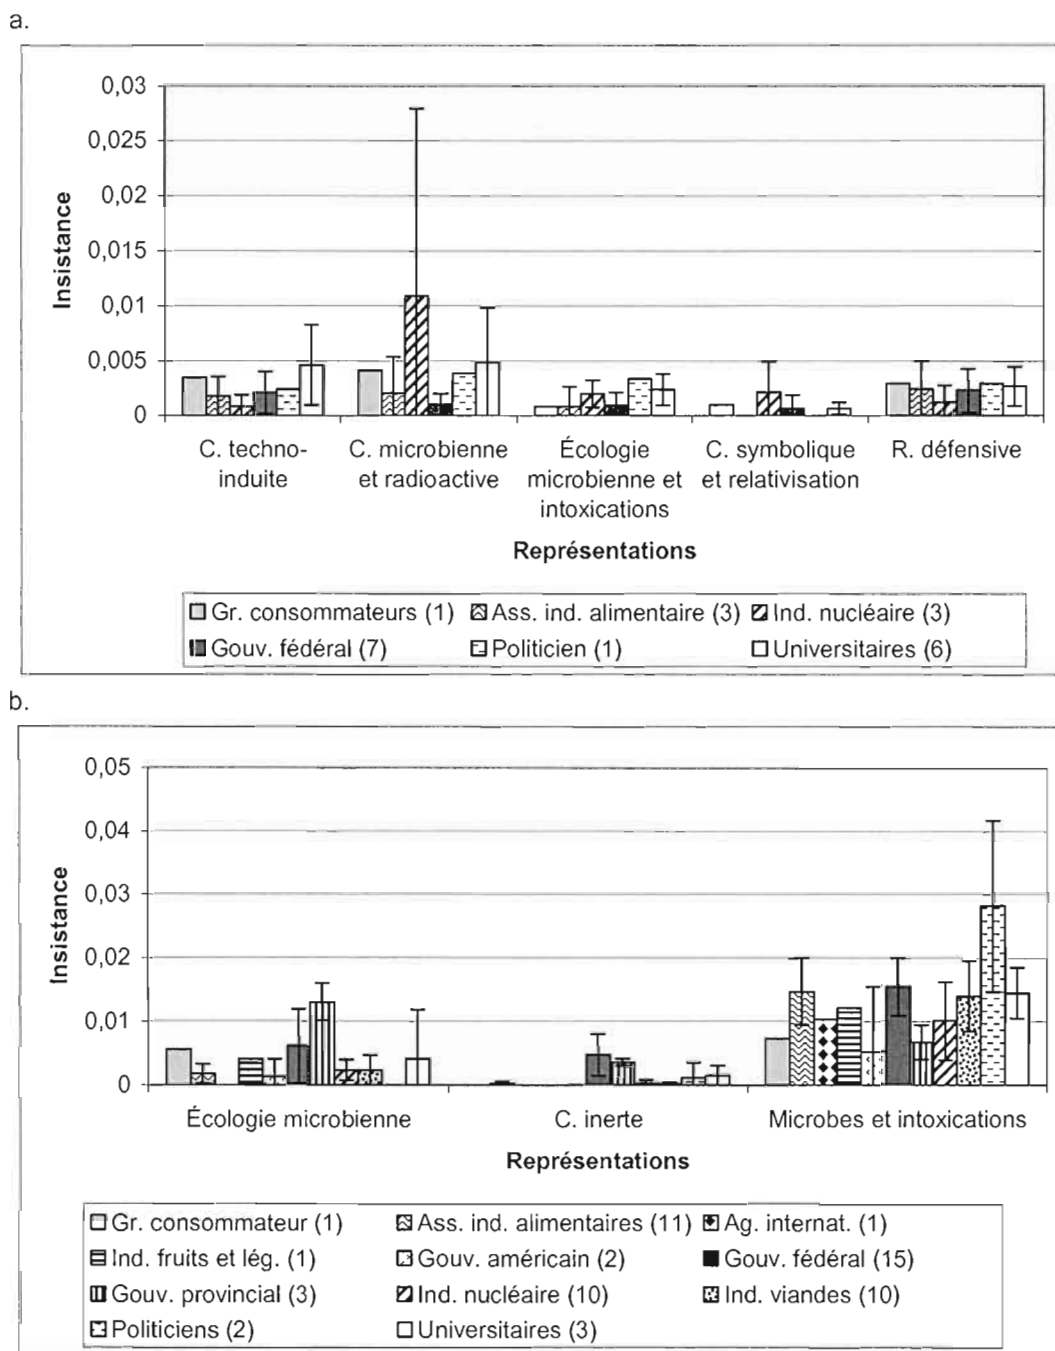 a.
0,03
0,025
0,02
0,015
0,01
0,005
0
Insistance
C. techno-
induite
C. microbienne
et radioactive
Écologie
microbienne et
intoxications
C. symbolique
et relativisation
R. défensive
Représentations
Gr. consommateurs (1) Ass. ind. alimentaire (3) Ind. nucléaire (3)
Gouv. fédéral (7) Politicien (1) Universitaires (6)
b.
0,05
0,04
0,03
0,02
0,01
0
Insistance
Écologie microbienne C. inerte Microbes et intoxications
Représentations
Gr. consommateur (1) Ass. ind. alimentaires (11) Ag. internat. (1)
Ind. fruits et lég. (1) Gouv. américain (2) Gouv. fédéral (15)
Gouv. provincial (3) Ind. nucléaire (10) Ind. viandes (10)
Politiciens (2) Universitaires (3)